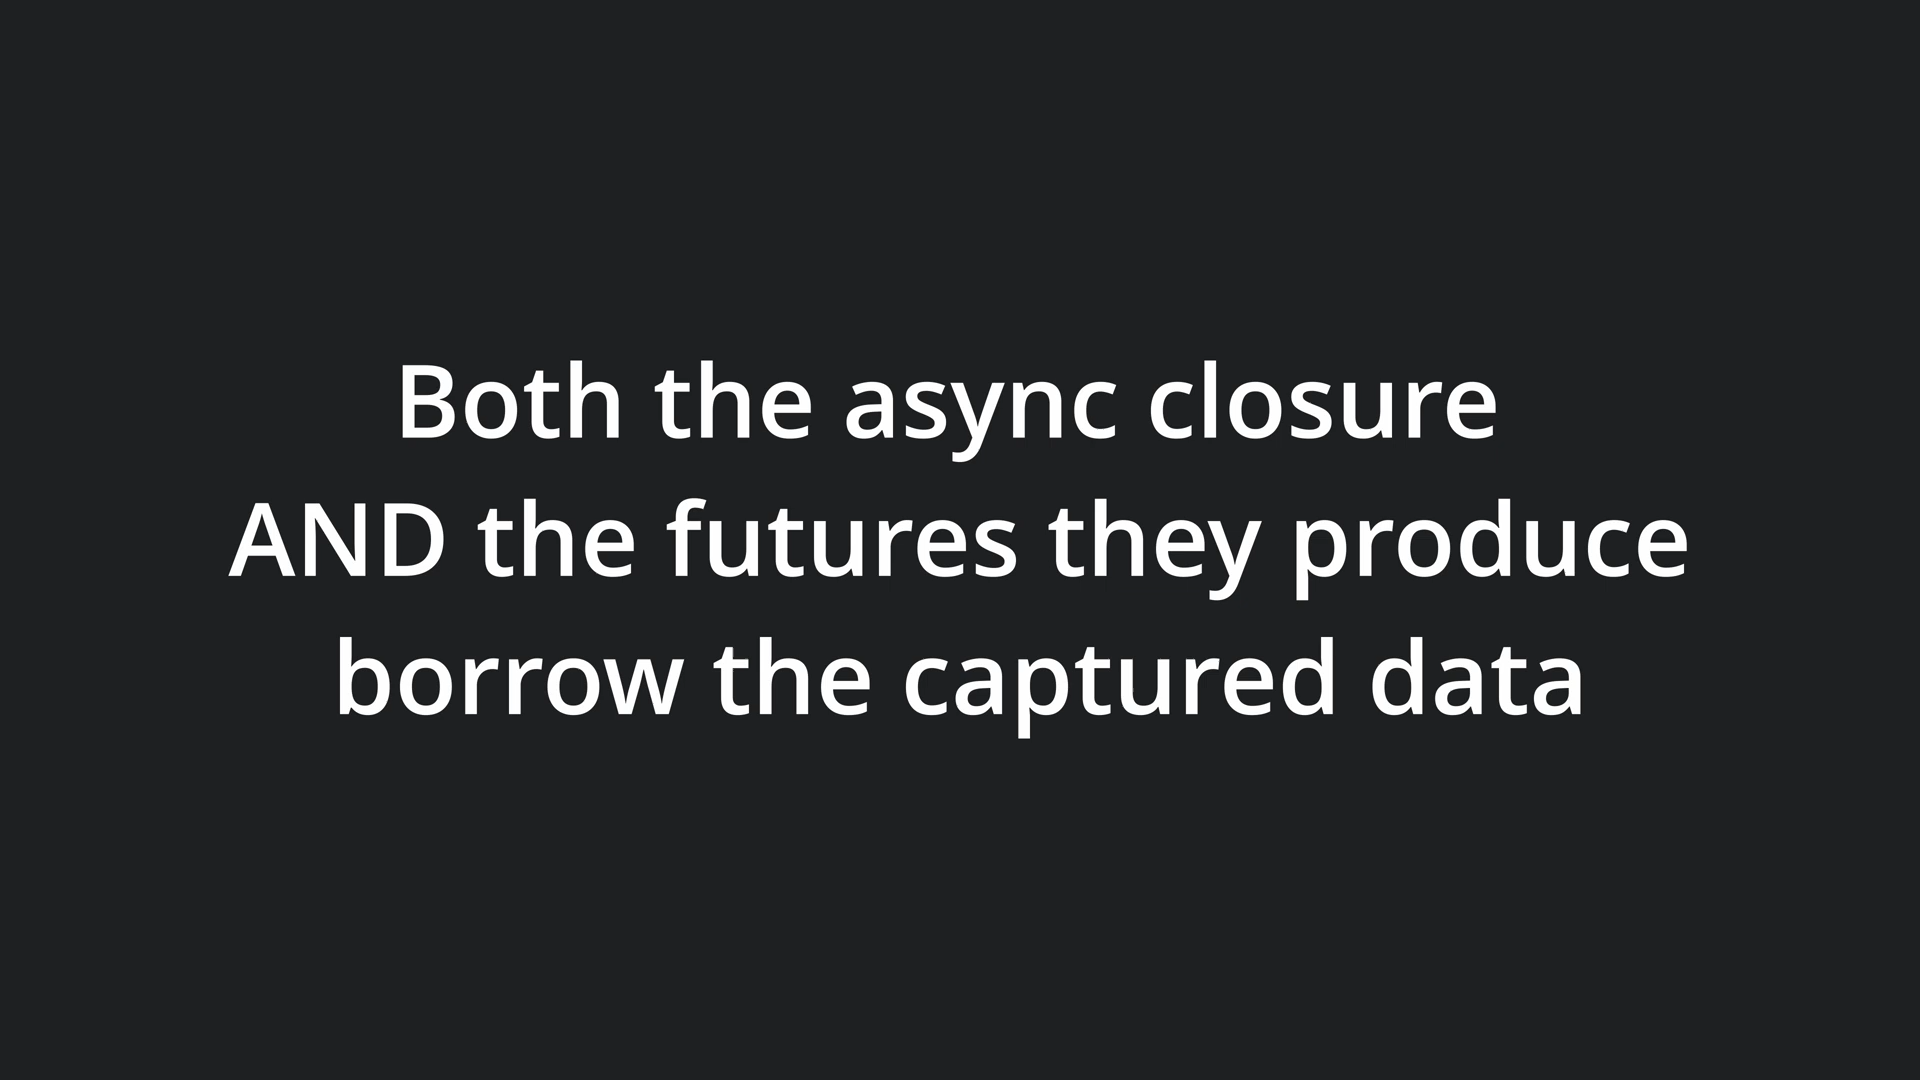 Both the async closure
AND the futures they produce
borrow the captured data